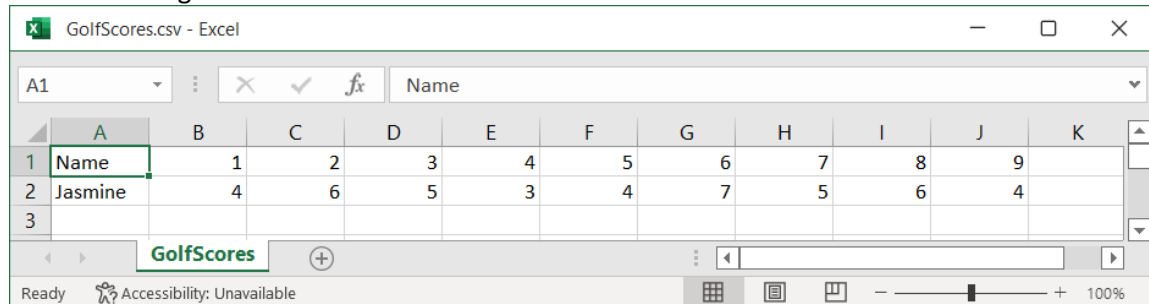 GolfScores.csv - Excel
A1 fx Name
A B C D E F G H I J K
1 Name 1 2 3 4 5 6 7 8 9
2 Jasmine 4 6 5 3 4 7 5 6 4
3
GolfScores
Ready Accessibility: Unavailable 100%